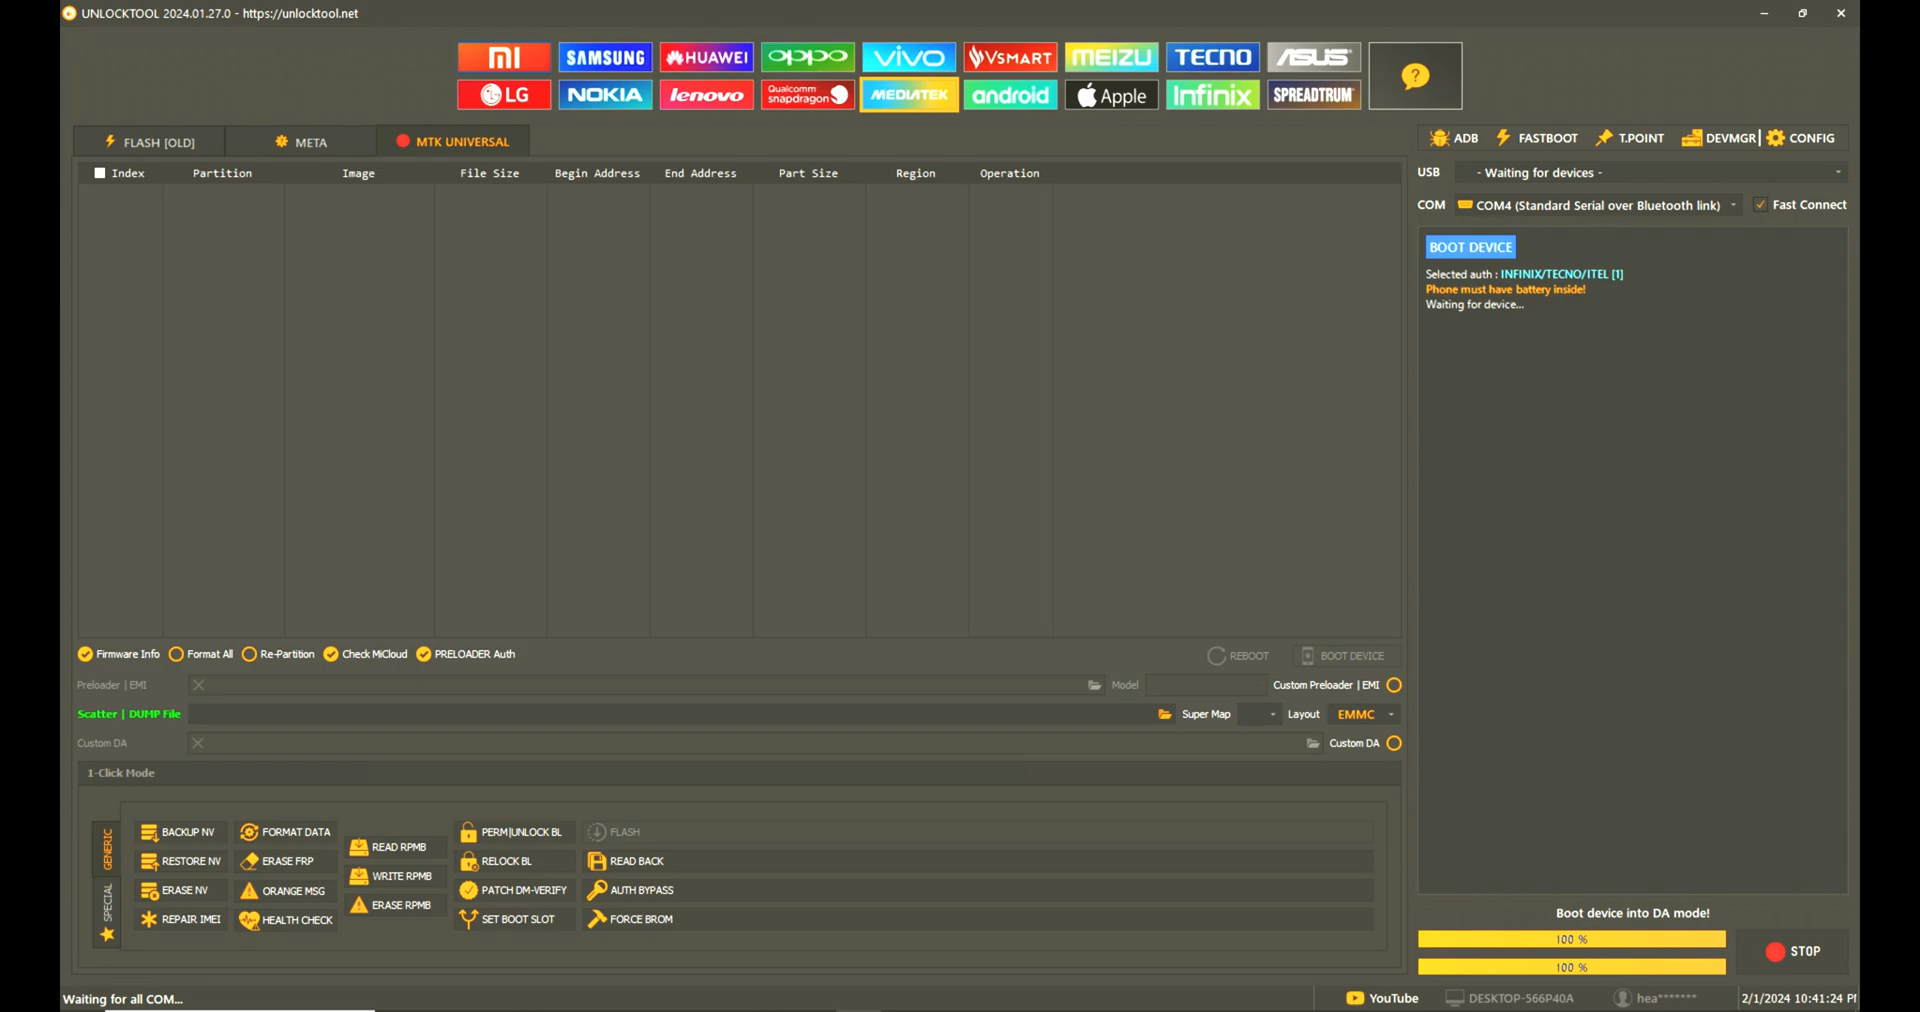 UNLOCKTOOL 2024.01.27.0 - https://unlocktool.net
MI SAMSUNG HUAWEI oppo vivo VSMART MEIZU TECNO ASUS
LG NOKIA lenovo Qualcomm snapdragon MEDIATEK android Apple Infinix SPREADTRUM ?
FLASH [OLD] META MTK UNIVERSAL
ADB FASTBOOT T.POINT DEVMGR CONFIG
Index Partition Image File Size Begin Address End Address Part Size Region Operation
USB - Waiting for devices -
COM COM4 (Standard Serial over Bluetooth link) Fast Connect
BOOT DEVICE
Selected auth : INFINIX/TECNO/ITEL [1]
Phone must have battery inside!
Waiting for device...
Firmware Info Format All Re-Partition Check MiCloud PRELOADER Auth REBOOT BOOT DEVICE
Preloader | EMI Model Custom Preloader | EMI
Scatter | DUMP File Super Map Layout EMMC
Custom DA Custom DA
1-Click Mode
GENERIC
SPECIAL
BACKUP NV FORMAT DATA PERM|UNLOCK BL FLASH
READ RPMB
RESTORE NV ERASE FRP RELOCK BL READ BACK
WRITE RPMB
ERASE NV ORANGE MSG PATCH DM-VERIFY AUTH BYPASS
ERASE RPMB
REPAIR IMEI HEALTH CHECK SET BOOT SLOT FORCE BROM
Boot device into DA mode!
100 %
STOP
100 %
Waiting for all COM... YouTube DESKTOP-566P40A hea******* 2/1/2024 10:41:24 PM